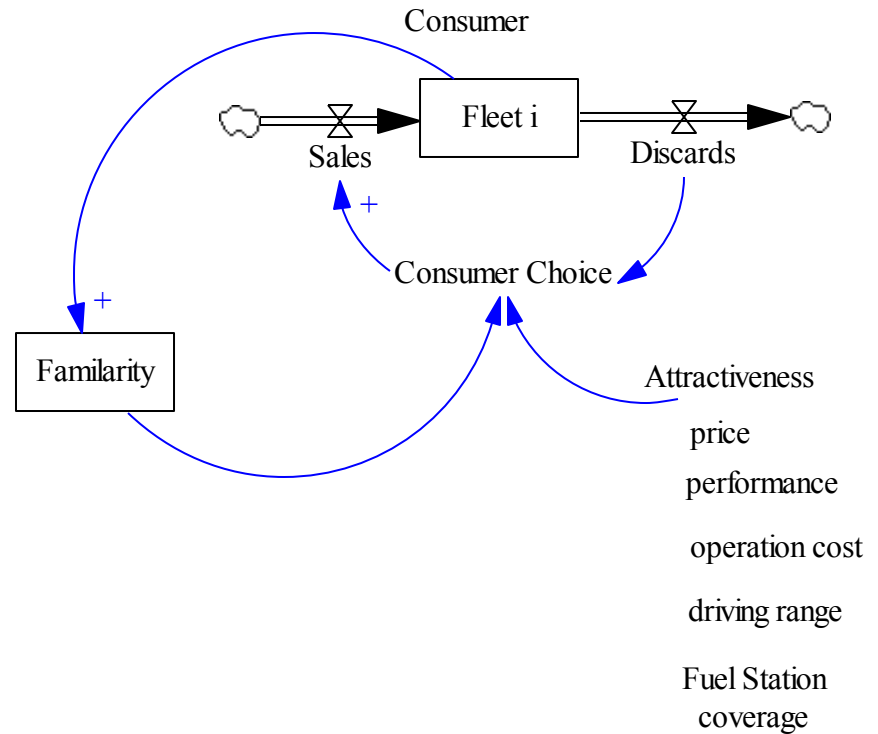 Consumer
Fleet i
Sales
Discards
+
Consumer Choice
+
Familarity
Attractiveness
price
performance
operation cost
driving range
Fuel Station
coverage